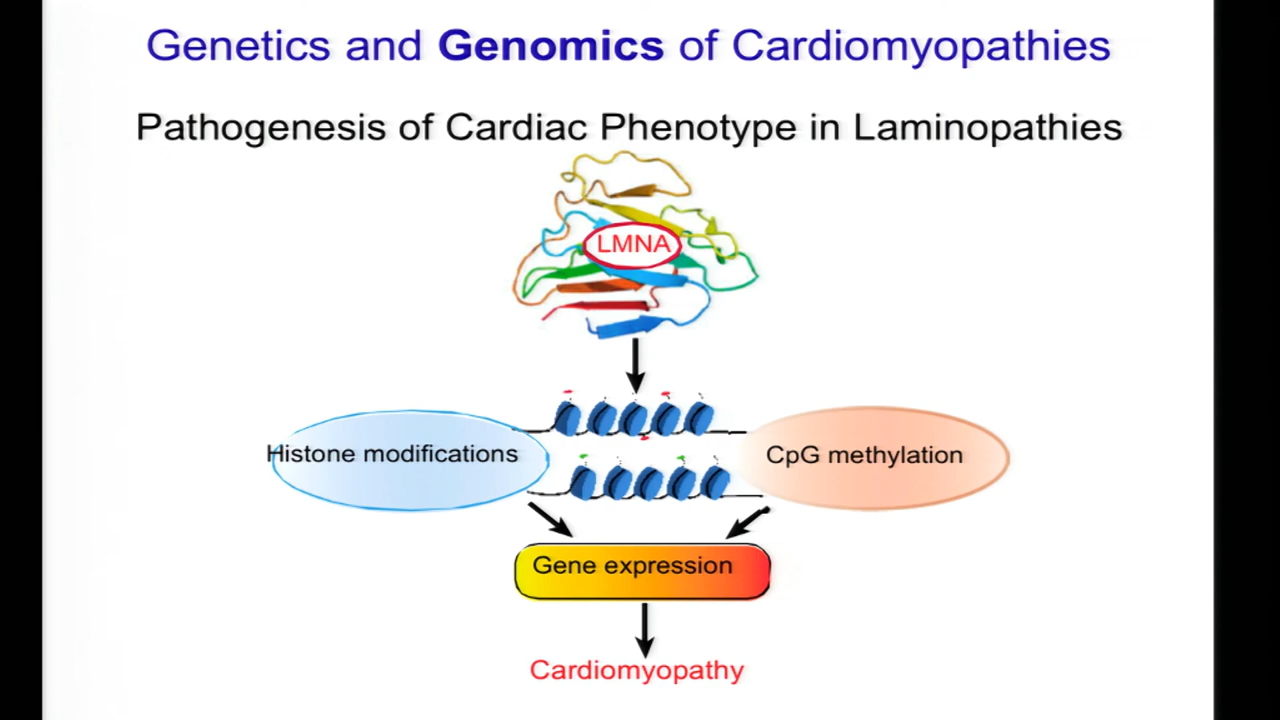 Genetics and Genomics of Cardiomyopathies
Pathogenesis of Cardiac Phenotype in Laminopathies
LMNA
Histone modifications
CpG methylation
Gene expression
Cardiomyopathy